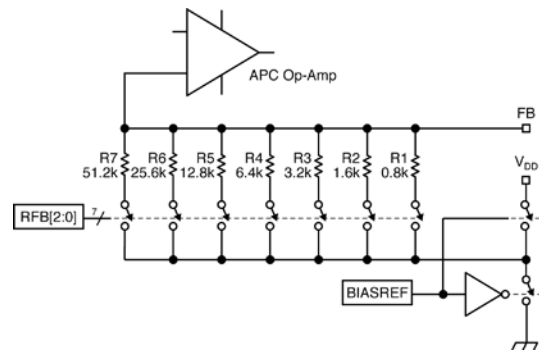 APC Op-Amp
FB
R7
51.2k
R6
25.6k
R5
12.8k
R4
6.4k
R3
3.2k
R2
1.6k
R1
0.8k
VDD
RFB[2:0]
7
BIASREF